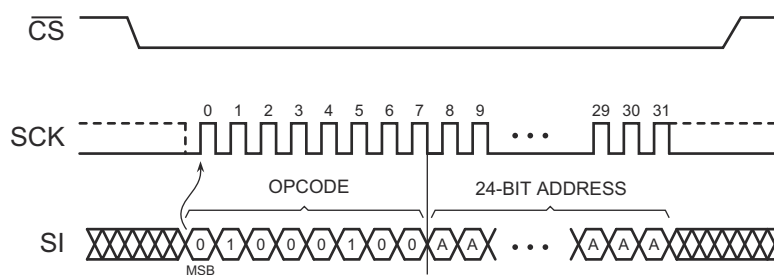 CS
0 1 2 3 4 5 6 7 8 9 29 30 31
SCK
OPCODE 24-BIT ADDRESS
SI 0 1 0 0 0 1 0 0 A A A A A
MSB